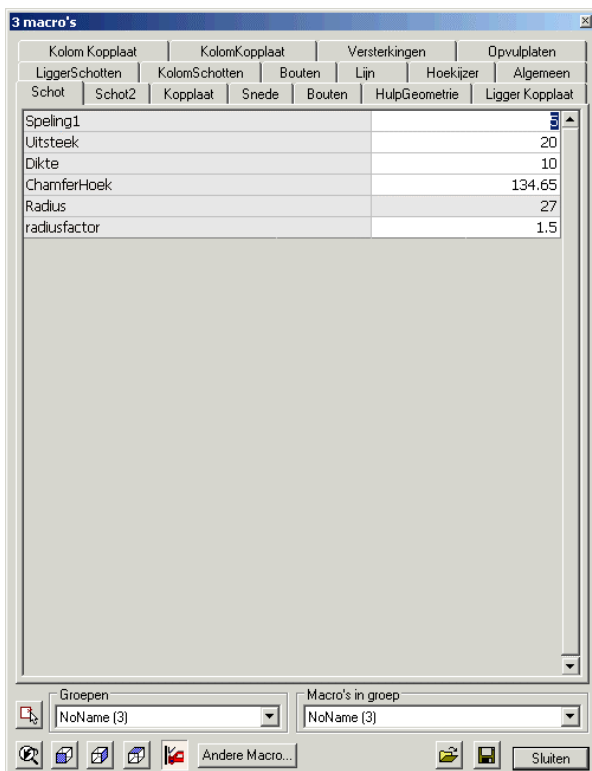 3 macro's
Kolom Kopplaat KolomKopplaat Versterkingen Opvulplaten
LiggerSchotten KolomSchotten Bouten Lijn Hoekijzer Algemeen
Schot Schot2 Kopplaat Snede Bouten HulpGeometrie Ligger Kopplaat
Speling1 5
Uitsteek 20
Dikte 10
ChamferHoek 134.65
Radius 27
radiusfactor 1.5
Groepen Macro's in groep
NoName (3) NoName (3)
Andere Macro... Sluiten